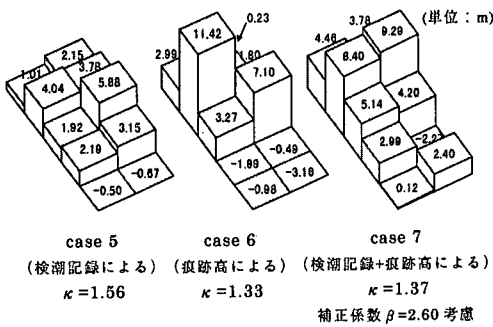 (単位：m)
1.01
2.15
3.78
4.04
5.88
1.92
3.15
2.19
-0.50
-0.67
2.99
11.42
0.23
1.80
7.10
3.27
-1.99
-0.49
-0.98
-3.16
4.46
3.78
9.29
8.40
5.14
4.20
2.99
2.40
0.12
case 5
(検潮記録による)
κ=1.56
case 6
(痕跡高による)
κ=1.33
case 7
(検潮記録+痕跡高による)
κ=1.37
補正係数 β=2.60 考慮